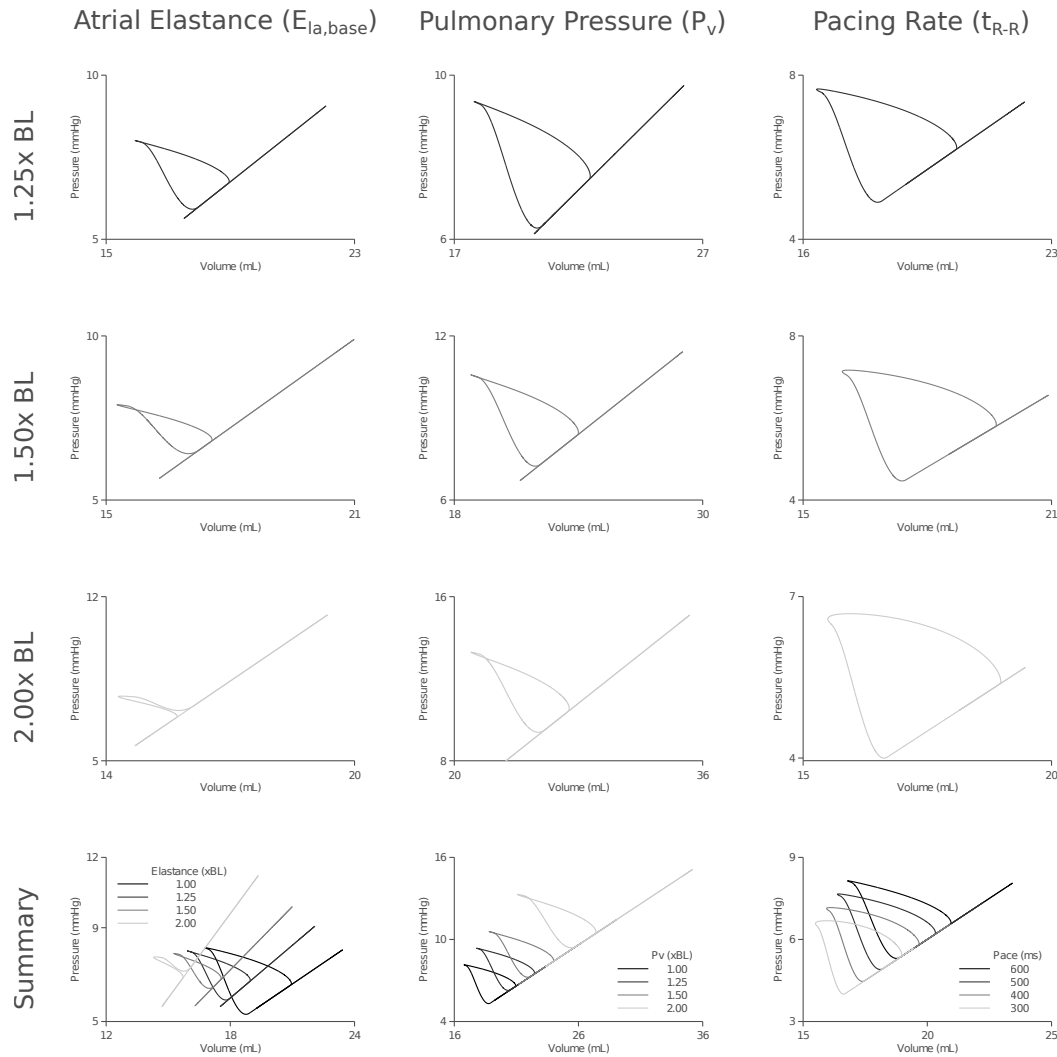 Atrial Elastance (E_la,base) Pulmonary Pressure (P_v) Pacing Rate (t_R-R)
1.25x BL
Pressure (mmHg)
10
5
15 23
Volume (mL)
Pressure (mmHg)
10
6
17 27
Volume (mL)
Pressure (mmHg)
8
4
16 23
Volume (mL)
1.50x BL
Pressure (mmHg)
10
5
15 21
Volume (mL)
Pressure (mmHg)
12
6
18 30
Volume (mL)
Pressure (mmHg)
8
4
15 21
Volume (mL)
2.00x BL
Pressure (mmHg)
12
5
14 20
Volume (mL)
Pressure (mmHg)
16
8
20 36
Volume (mL)
Pressure (mmHg)
7
4
15 20
Volume (mL)
Summary
Pressure (mmHg)
12
9
5
12 18 24
Volume (mL)
Elastance (xBL)
1.00
1.25
1.50
2.00
Pressure (mmHg)
16
10
4
16 26 36
Volume (mL)
Pv (xBL)
1.00
1.25
1.50
2.00
Pressure (mmHg)
9
6
3
15 20 25
Volume (mL)
Pace (ms)
600
500
400
300